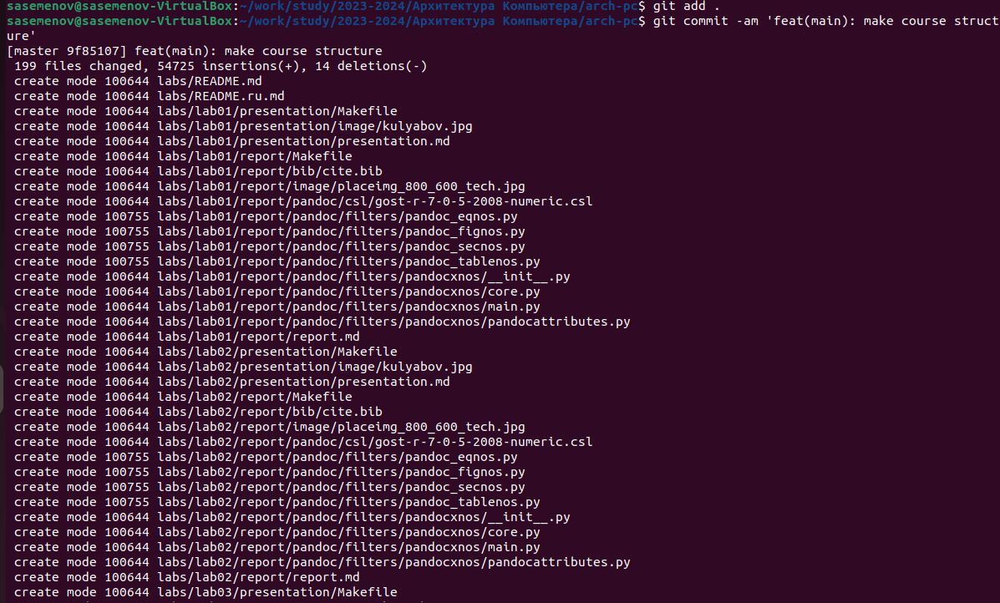 sasemenov@sasemenov-VirtualBox:~/work/study/2023-2024/Архитектура Компьютера/arch-pc$ git add .
sasemenov@sasemenov-VirtualBox:~/work/study/2023-2024/Архитектура Компьютера/arch-pc$ git commit -am 'feat(main): make course struct
ure'
[master 9f85107] feat(main): make course structure
 199 files changed, 54725 insertions(+), 14 deletions(-)
 create mode 100644 labs/README.md
 create mode 100644 labs/README.ru.md
 create mode 100644 labs/lab01/presentation/Makefile
 create mode 100644 labs/lab01/presentation/image/kulyabov.jpg
 create mode 100644 labs/lab01/presentation/presentation.md
 create mode 100644 labs/lab01/report/Makefile
 create mode 100644 labs/lab01/report/bib/cite.bib
 create mode 100644 labs/lab01/report/image/placeimg_800_600_tech.jpg
 create mode 100644 labs/lab01/report/pandoc/csl/gost-r-7-0-5-2008-numeric.csl
 create mode 100755 labs/lab01/report/pandoc/filters/pandoc_eqnos.py
 create mode 100755 labs/lab01/report/pandoc/filters/pandoc_fignos.py
 create mode 100755 labs/lab01/report/pandoc/filters/pandoc_secnos.py
 create mode 100755 labs/lab01/report/pandoc/filters/pandoc_tablenos.py
 create mode 100644 labs/lab01/report/pandoc/filters/pandocxnos/__init__.py
 create mode 100644 labs/lab01/report/pandoc/filters/pandocxnos/core.py
 create mode 100644 labs/lab01/report/pandoc/filters/pandocxnos/main.py
 create mode 100644 labs/lab01/report/pandoc/filters/pandocxnos/pandocattributes.py
 create mode 100644 labs/lab01/report/report.md
 create mode 100644 labs/lab02/presentation/Makefile
 create mode 100644 labs/lab02/presentation/image/kulyabov.jpg
 create mode 100644 labs/lab02/presentation/presentation.md
 create mode 100644 labs/lab02/report/Makefile
 create mode 100644 labs/lab02/report/bib/cite.bib
 create mode 100644 labs/lab02/report/image/placeimg_800_600_tech.jpg
 create mode 100644 labs/lab02/report/pandoc/csl/gost-r-7-0-5-2008-numeric.csl
 create mode 100755 labs/lab02/report/pandoc/filters/pandoc_eqnos.py
 create mode 100755 labs/lab02/report/pandoc/filters/pandoc_fignos.py
 create mode 100755 labs/lab02/report/pandoc/filters/pandoc_secnos.py
 create mode 100755 labs/lab02/report/pandoc/filters/pandoc_tablenos.py
 create mode 100644 labs/lab02/report/pandoc/filters/pandocxnos/__init__.py
 create mode 100644 labs/lab02/report/pandoc/filters/pandocxnos/core.py
 create mode 100644 labs/lab02/report/pandoc/filters/pandocxnos/main.py
 create mode 100644 labs/lab02/report/pandoc/filters/pandocxnos/pandocattributes.py
 create mode 100644 labs/lab02/report/report.md
 create mode 100644 labs/lab03/presentation/Makefile